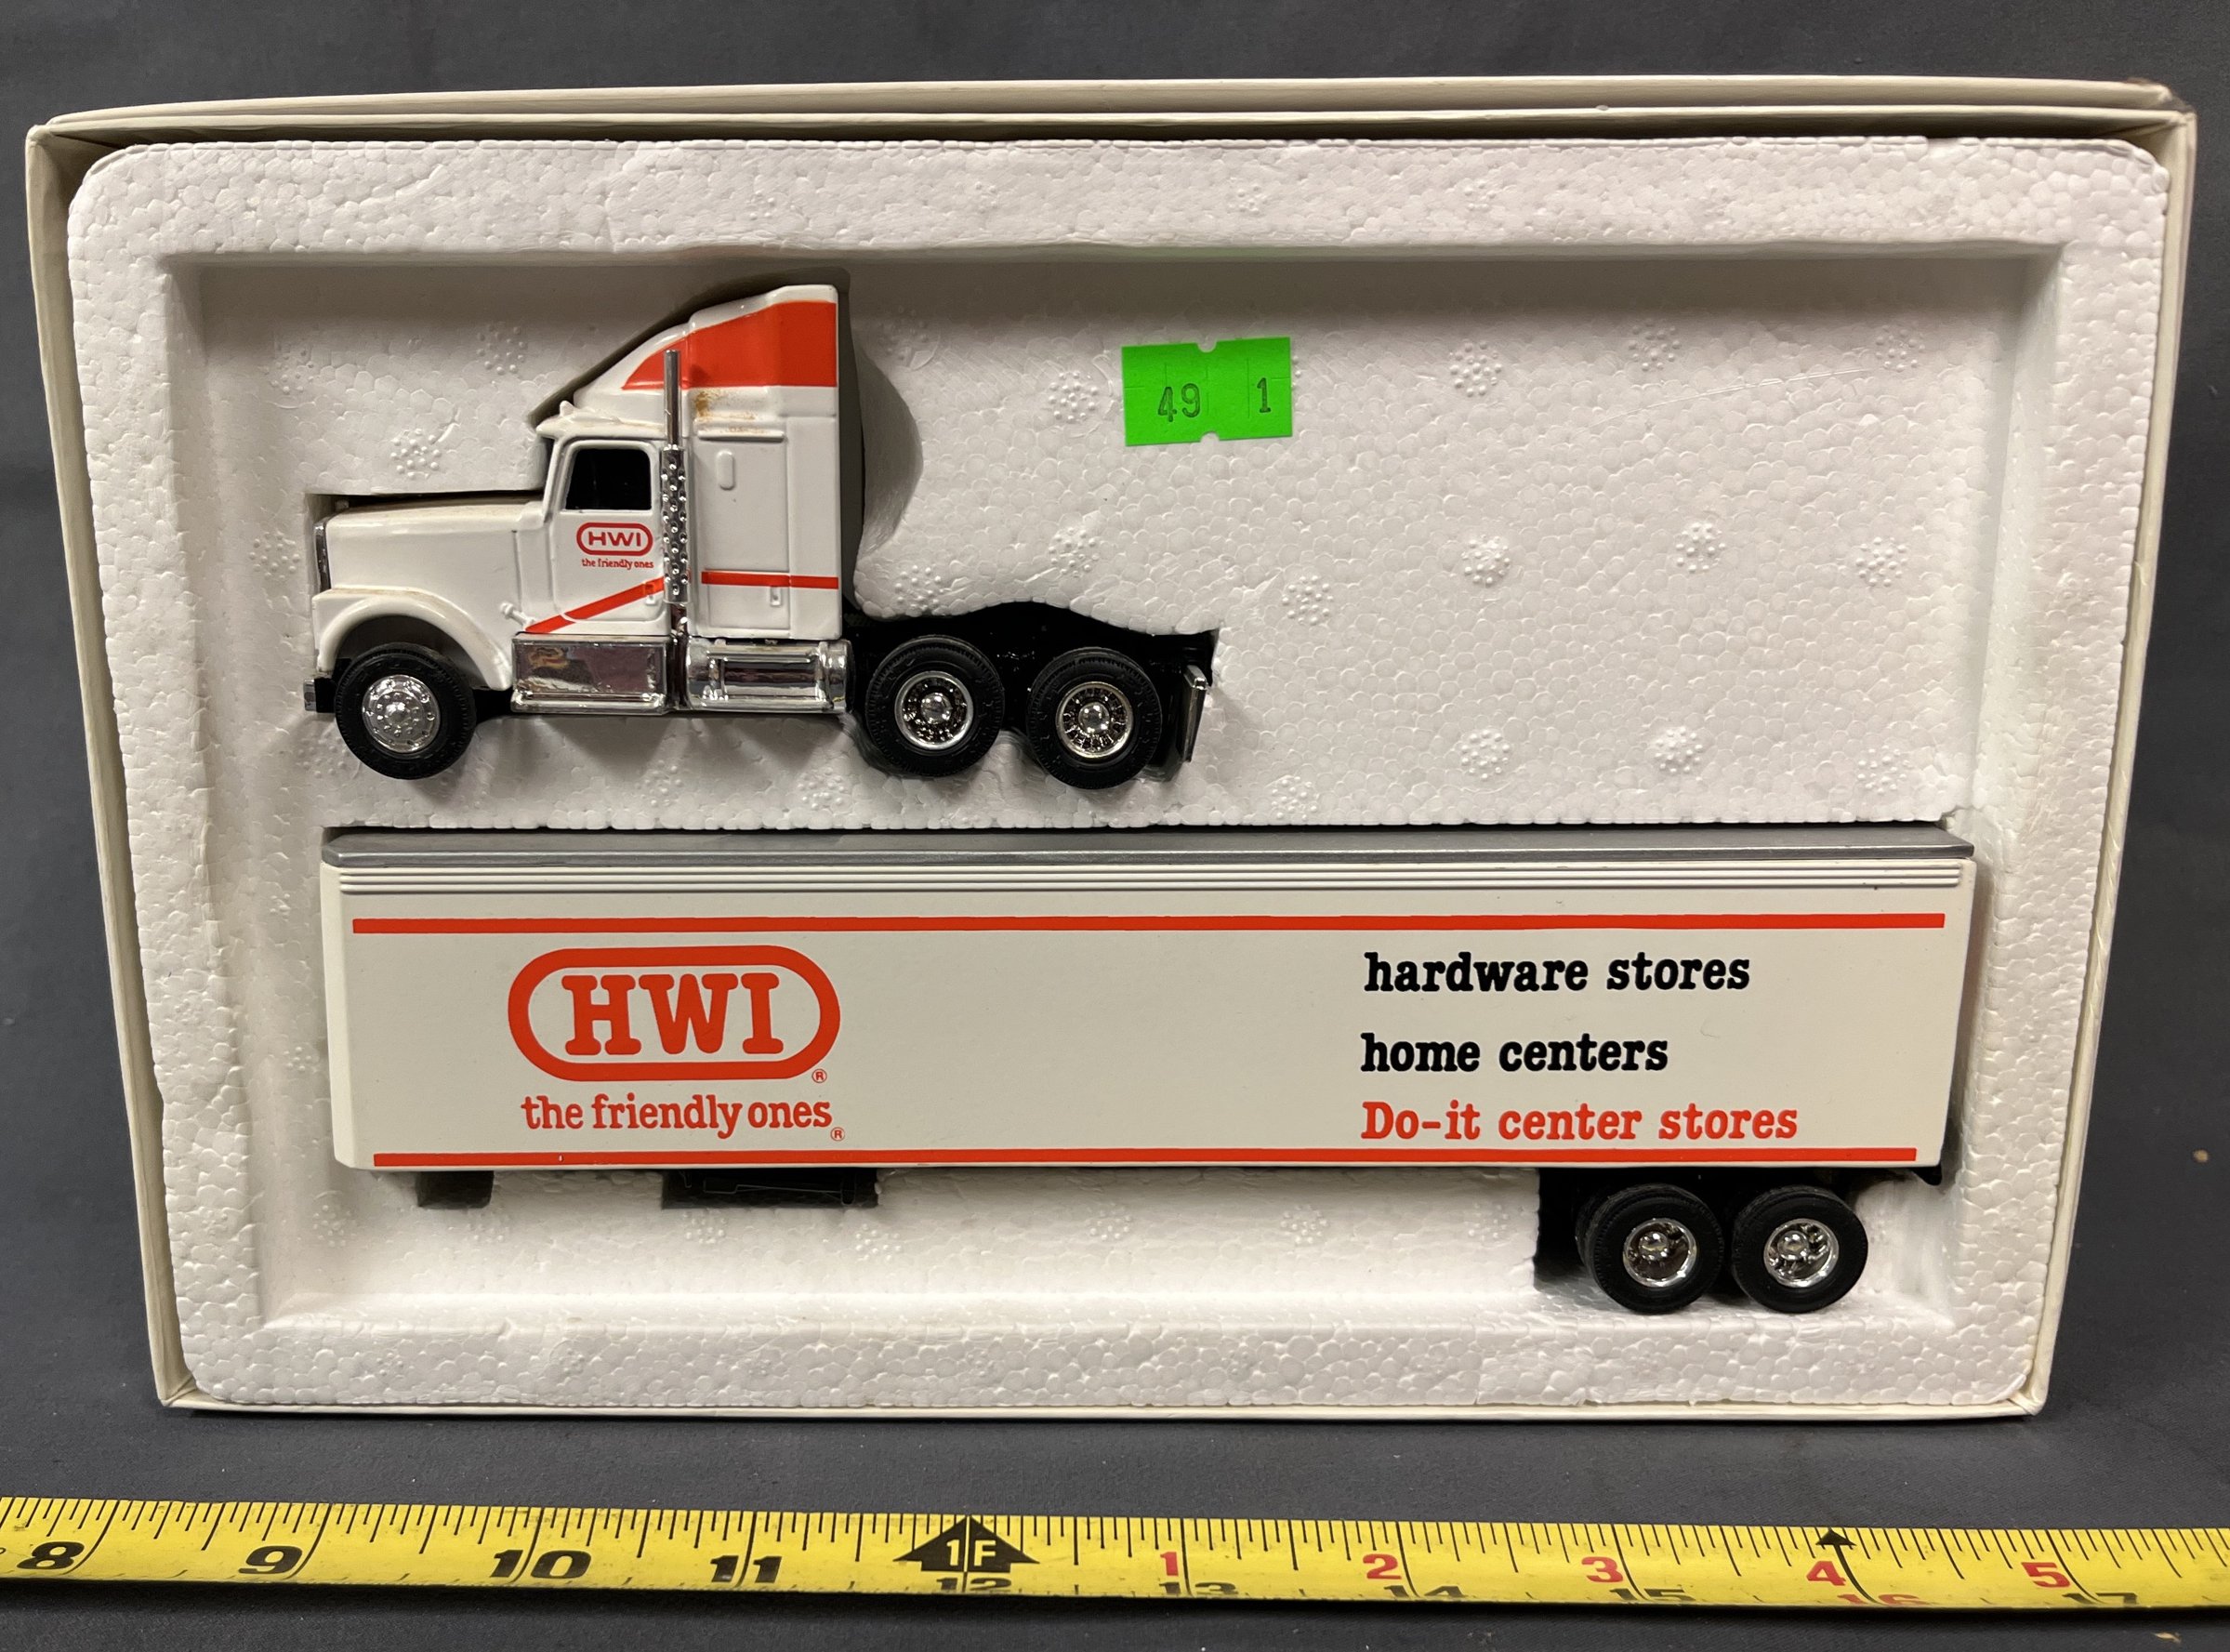 49 1
HWI
the friendly ones
HWI®
the friendly ones®
hardware stores
home centers
Do-it center stores
8 9 10 11 1F 1 2 3 4 5
12 13 14 15 16 17